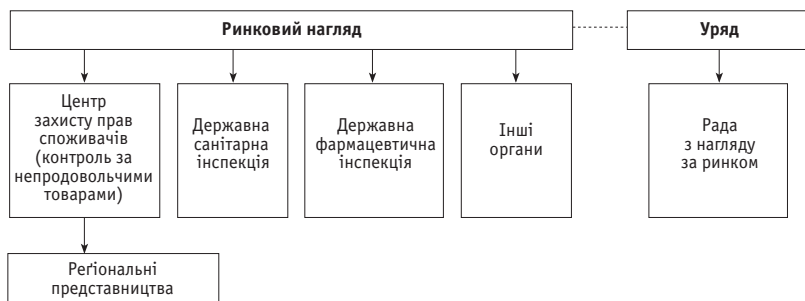 Ринковий нагляд
Уряд
Центр
захисту прав
споживачів
(контроль за
непродовольчими
товарами)
Державна
санітарна
інспекція
Державна
фармацевтична
інспекція
Інші
органи
Рада
з нагляду
за ринком
Реґіональні
представництва